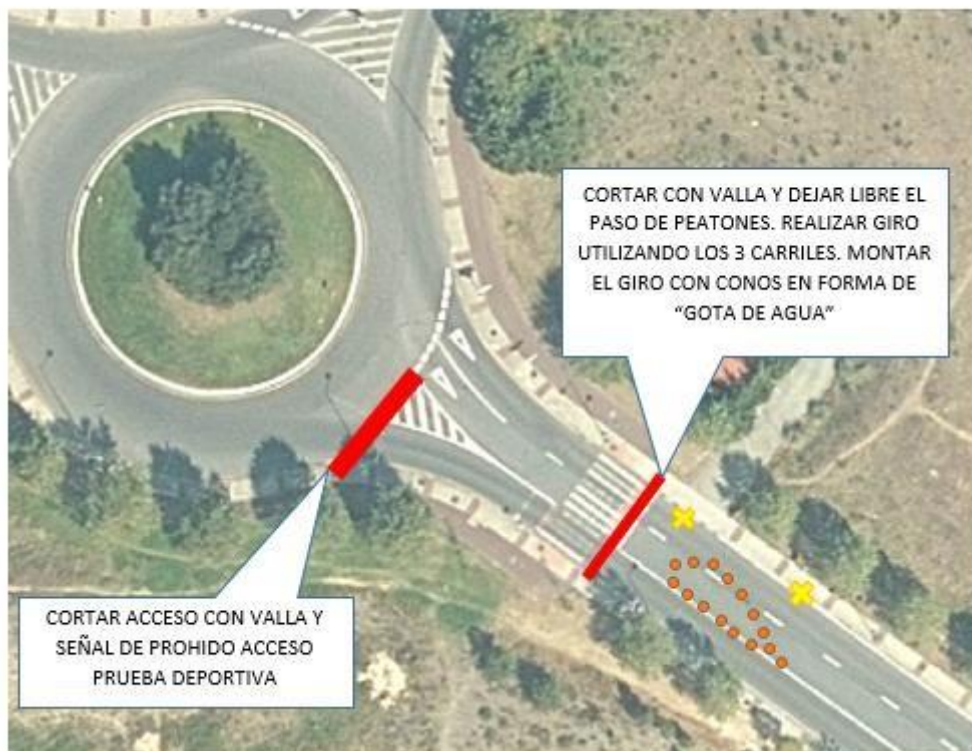 CORTAR CON VALLA Y DEJAR LIBRE EL
PASO DE PEATONES. REALIZAR GIRO
UTILIZANDO LOS 3 CARRILES. MONTAR
EL GIRO CON CONOS EN FORMA DE
“GOTA DE AGUA”
CORTAR ACCESO CON VALLA Y
SEÑAL DE PROHIDO ACCESO
PRUEBA DEPORTIVA